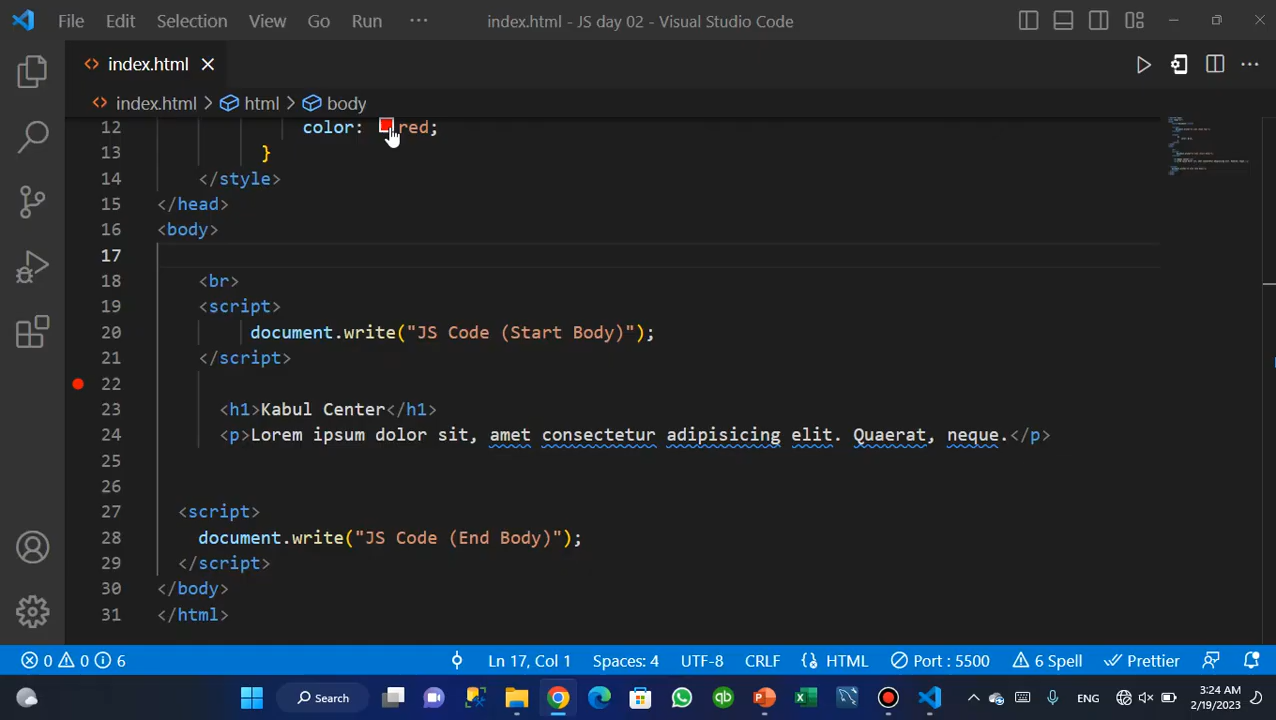 File Edit Selection View Go Run ··· index.html - JS day 02 - Visual Studio Code
index.html
index.html > html > body
12 color: red;
13 }
14 </style>
15 </head>
16 <body>
17
18 <br>
19 <script>
20 document.write("JS Code (Start Body)");
21 </script>
22
23 <h1>Kabul Center</h1>
24 <p>Lorem ipsum dolor sit, amet consectetur adipisicing elit. Quaerat, neque.</p>
25
26
27 <script>
28 document.write("JS Code (End Body)");
29 </script>
30 </body>
31 </html>
0 0 6 Ln 17, Col 1 Spaces: 4 UTF-8 CRLF {} HTML Port : 5500 6 Spell Prettier
Search ENG 3:24 AM
2/19/2023